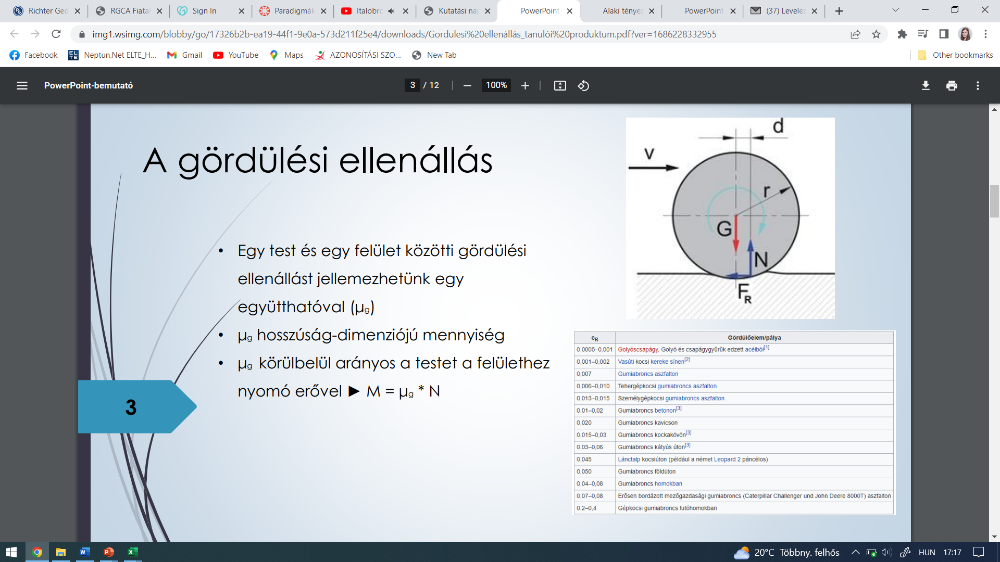 Richter Ged
RGCA Fiatal
Sign In
Paradigmák
Italobro
Kutatási nap
PowerPoint
Alaki ténye
PowerPoint
(37) Levelez
img1.wsimg.com/blobby/go/17326b2b-ea19-44f1-9e0a-573d211f25e4/downloads/Gordulesi%20ellenállás_tanulói%20produktum.pdf?ver=1686228332955
Facebook
ELTE
Neptun.Net ELTE_H...
Gmail
YouTube
Maps
AZONOSÍTÁSI SZO...
New Tab
Other bookmarks
PowerPoint-bemutató
3 / 12
100%
A gördülési ellenállás
• Egy test és egy felület közötti gördülési
ellenállást jellemezhetünk egy
együtthatóval (μg)
• μg hosszúság-dimenziójú mennyiség
• μg körülbelül arányos a testet a felülethez
nyomó erővel ► M = μg * N
3
d
v
r
G
N
FR
cR Gördülőelem/pálya
0,0005–0,001 Golyóscsapágy, Golyó és csapágygyűrűk edzett acélból[1]
0,001–0,002 Vasúti kocsi kereke sínen[2]
0,007 Gumiabroncs aszfalton
0,006–0,010 Tehergépkocsi gumiabroncs aszfalton
0,013–0,015 Személygépkocsi gumiabroncs aszfalton
0,01–0,02 Gumiabroncs betonon[3]
0,020 Gumiabroncs kavicson
0,015–0,03 Gumiabroncs kockakövön[3]
0,03–0,06 Gumiabroncs kátyús úton[3]
0,045 Lánctalp kocsiúton (például a német Leopard 2 páncélos)
0,050 Gumiabroncs földúton
0,04–0,08 Gumiabroncs homokban
0,07–0,08 Erősen bordázott mezőgazdasági gumiabroncs (Caterpillar Challenger und John Deere 8000T) aszfalton
0,2–0,4 Gépkocsi gumiabroncs futóhomokban
20°C Többny. felhős
HUN
17:17